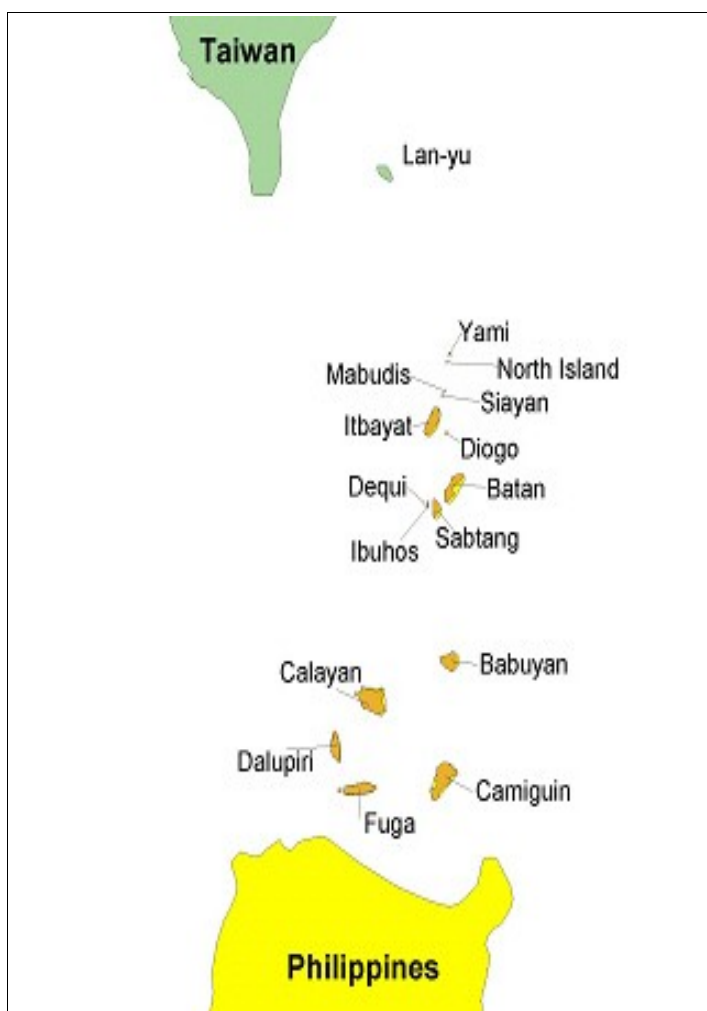 Taiwan
Lan-yu
Yami
North Island
Mabudis
Siayan
Itbayat
Diogo
Dequi
Batan
Sabtang
Ibuhos
Babuyan
Calayan
Dalupiri
Camiguin
Fuga
Philippines